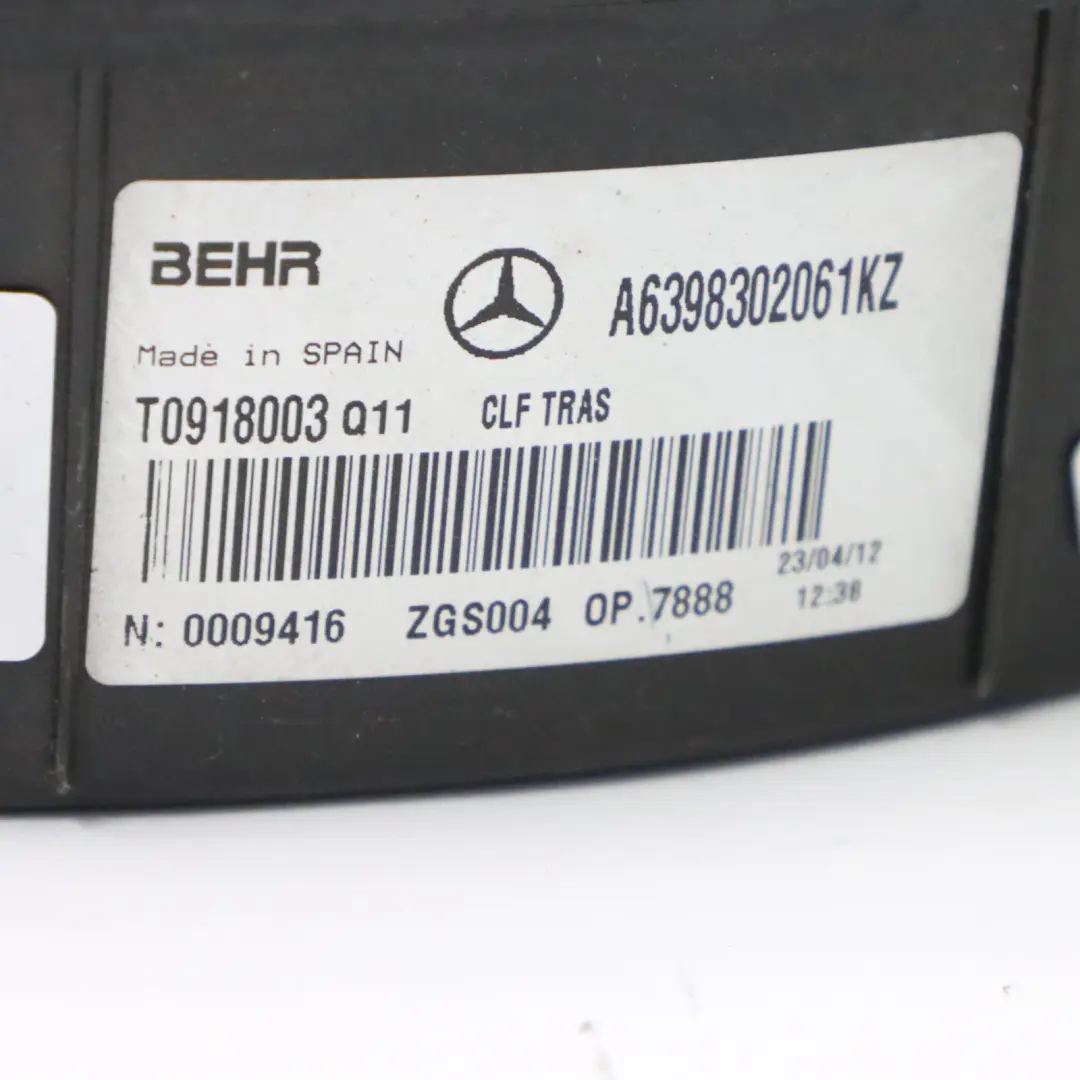 BEHR
A6398302061KZ
Made in SPAIN
T0918003 Q11 CLF TRAS
23/04/12
12:38
N: 0009416 ZGS004 OP.7888